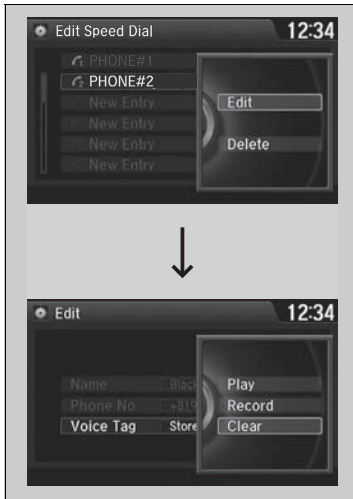 Edit Speed Dial 12:34
PHONE#1
PHONE#2
New Entry
New Entry
New Entry
New Entry
Edit
Delete
Edit 12:34
Name Black
Phone No. +819
Voice Tag Store
Play
Record
Clear